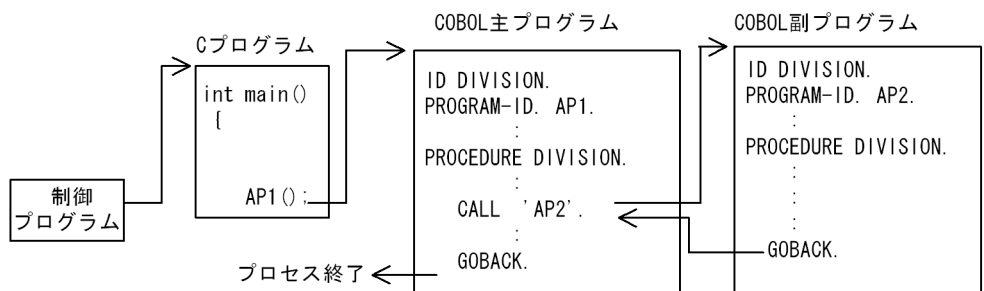 制御
プログラム
Cプログラム
int main()
{
AP1();
COBOL主プログラム
ID DIVISION.
PROGRAM-ID. AP1.
:
PROCEDURE DIVISION.
:
CALL 'AP2'.
:
GOBACK.
プロセス終了
COBOL副プログラム
ID DIVISION.
PROGRAM-ID. AP2.
:
PROCEDURE DIVISION.
:
:
:
GOBACK.